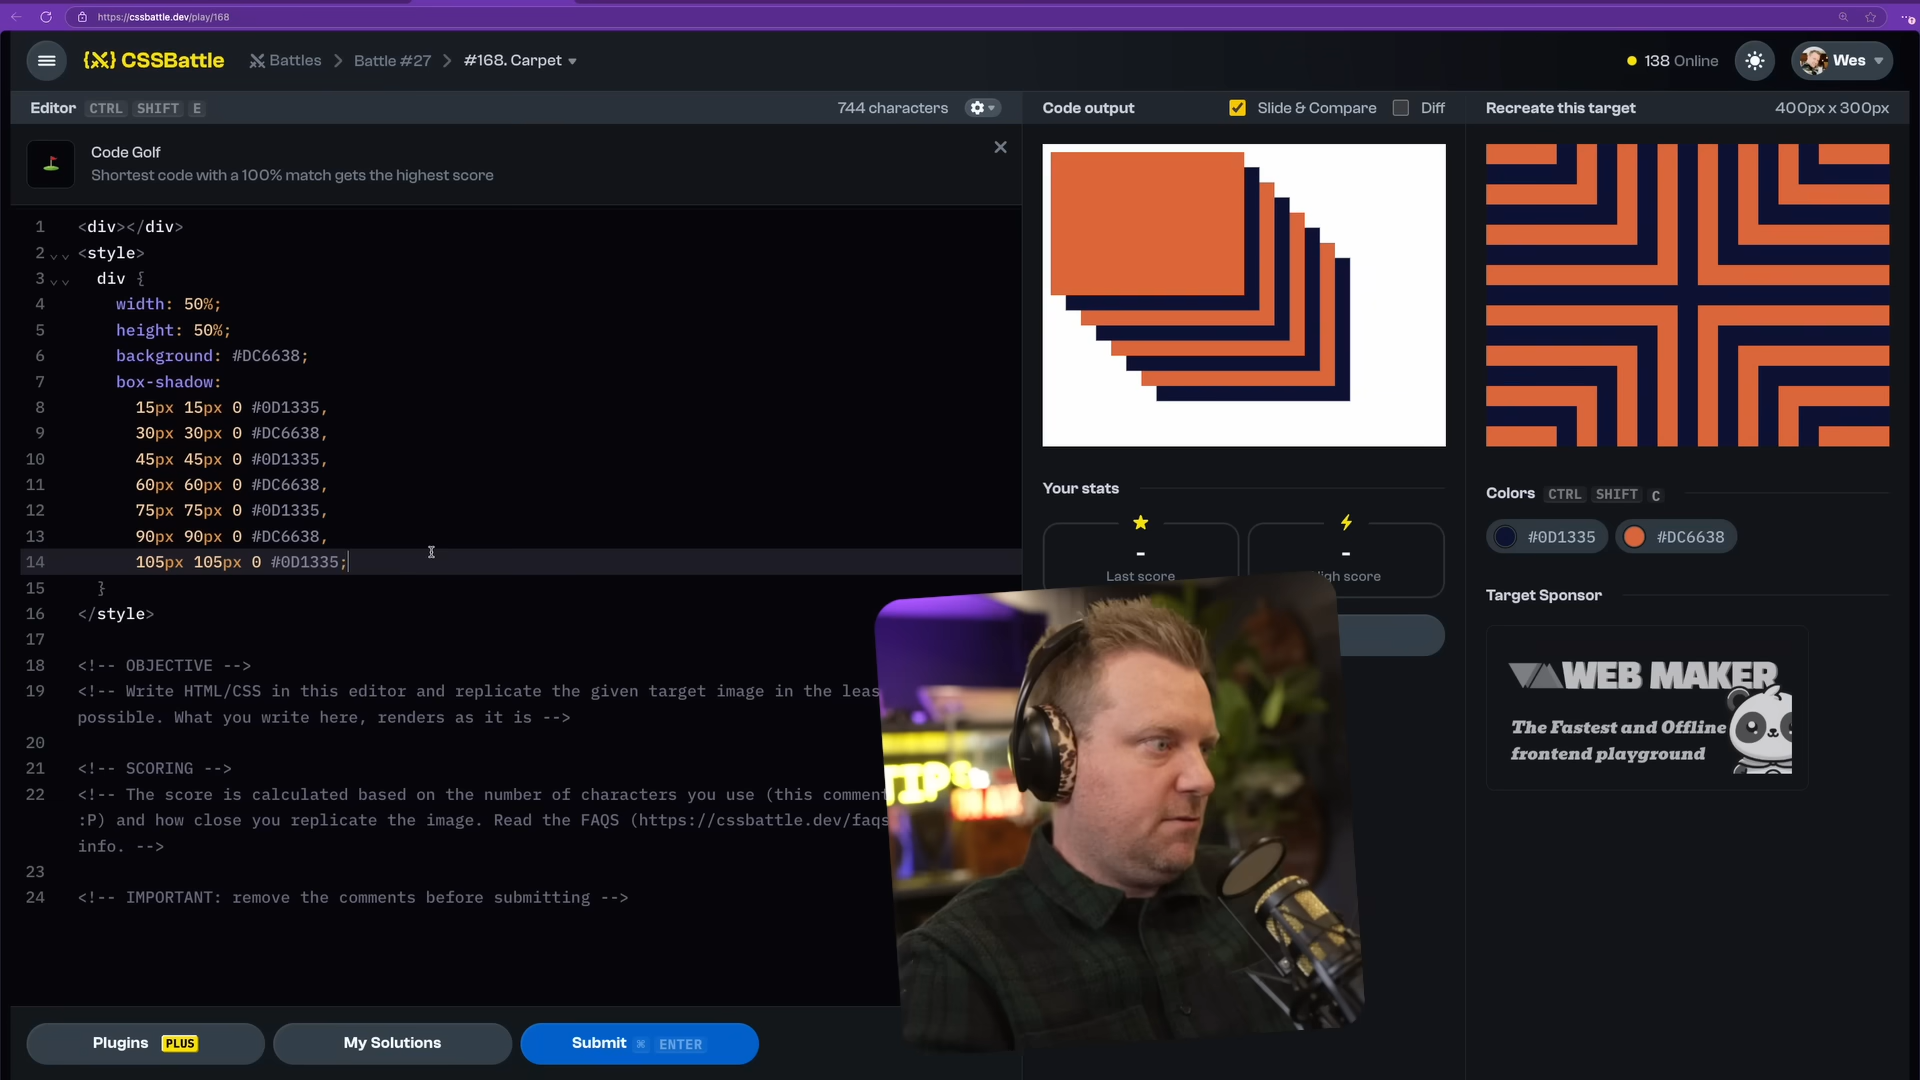 https://cssbattle.dev/play/168
{X} CSSBattle
Battles > Battle #27 > #168. Carpet
138 Online
Wes
Editor CTRL SHIFT E
744 characters
Code output
Slide & Compare
Diff
Recreate this target
400px x 300px
Code Golf
Shortest code with a 100% match gets the highest score
1 <div></div>
2 <style>
3 div {
4 width: 50%;
5 height: 50%;
6 background: #DC6638;
7 box-shadow:
8 15px 15px 0 #0D1335,
9 30px 30px 0 #DC6638,
10 45px 45px 0 #0D1335,
11 60px 60px 0 #DC6638,
12 75px 75px 0 #0D1335,
13 90px 90px 0 #DC6638,
14 105px 105px 0 #0D1335;
15 }
16 </style>
17
18 <!-- OBJECTIVE -->
19 <!-- Write HTML/CSS in this editor and replicate the given target image in the leas
possible. What you write here, renders as it is -->
20
21 <!-- SCORING -->
22 <!-- The score is calculated based on the number of characters you use (this commen
:P) and how close you replicate the image. Read the FAQS (https://cssbattle.dev/faqs
info. -->
23
24 <!-- IMPORTANT: remove the comments before submitting -->
Your stats
-
Last score
-
High score
Colors CTRL SHIFT C
#0D1335
#DC6638
Target Sponsor
WEB MAKER
The Fastest and Offline
frontend playground
Plugins PLUS
My Solutions
Submit ⌘ ENTER